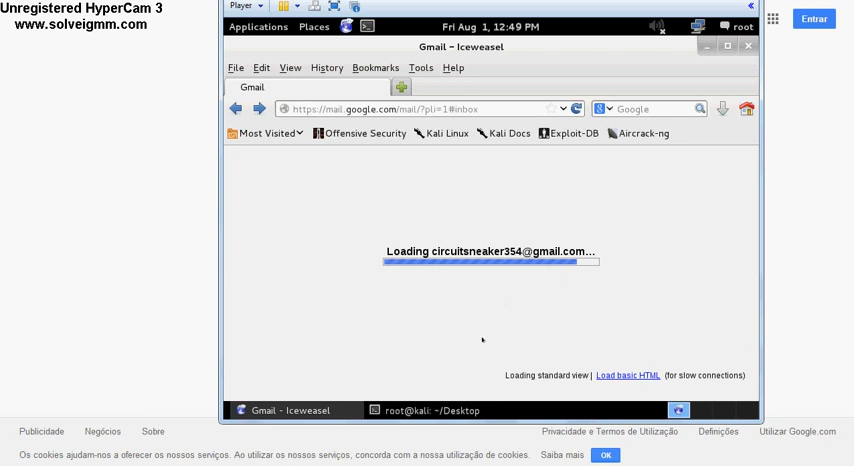 Unregistered HyperCam 3
www.solveigmm.com
Player
Entrar
Applications Places Fri Aug 1, 12:49 PM root
Gmail - Iceweasel
File Edit View History Bookmarks Tools Help
Gmail
https://mail.google.com/mail/?pli=1#inbox Google
Most Visited Offensive Security Kali Linux Kali Docs Exploit-DB Aircrack-ng
Loading circuitsneaker354@gmail.com...
Loading standard view | Load basic HTML (for slow connections)
Gmail - Iceweasel root@kali: ~/Desktop
Publicidade Negócios Sobre Privacidade e Termos de Utilização Definições Utilizar Google.com
Os cookies ajudam-nos a oferecer os nossos serviços. Ao utilizar os nossos serviços, concorda com a nossa utilização de cookies. Saiba mais OK